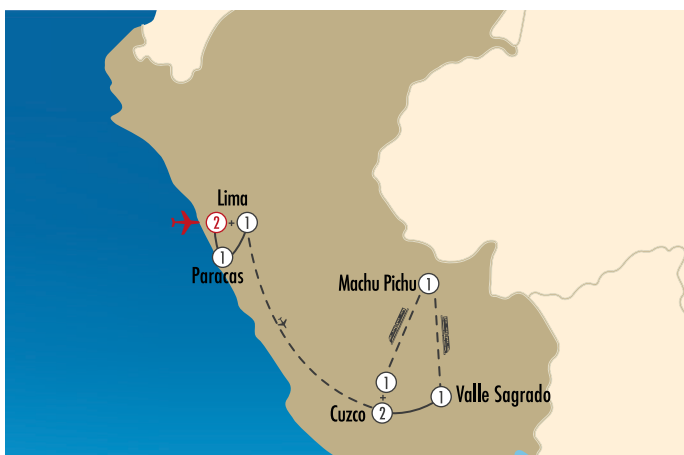 Lima
2 + 1
1
Paracas
Machu Pichu 1
1
+
Cuzco 2
1 Valle Sagrado